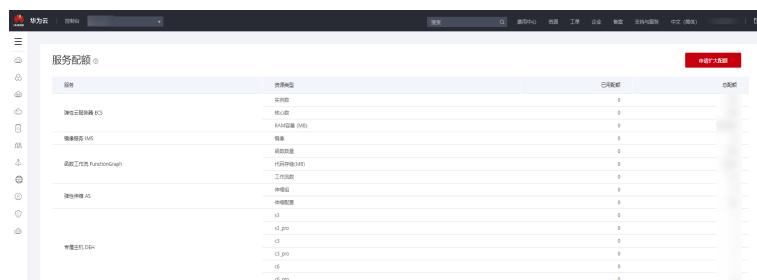 华为云 控制台 搜索 费用中心 资源 工单 企业 备案 支持与服务 中文 (简体)
服务配额
申请扩大配额
服务 资源类型 已用配额 总配额
实例数 0
弹性云服务器 ECS 核心数 0
RAM容量 (MB) 0
镜像服务 IMS 镜像 0
函数数量 0
函数工作流 FunctionGraph 代码存储(MB) 0
工作流数 0
伸缩组 0
弹性伸缩 AS
伸缩配置 0
s3 0
s3_pro 0
专属主机 DEH c3 0
c3_pro 0
c6 0
c6_pro 0